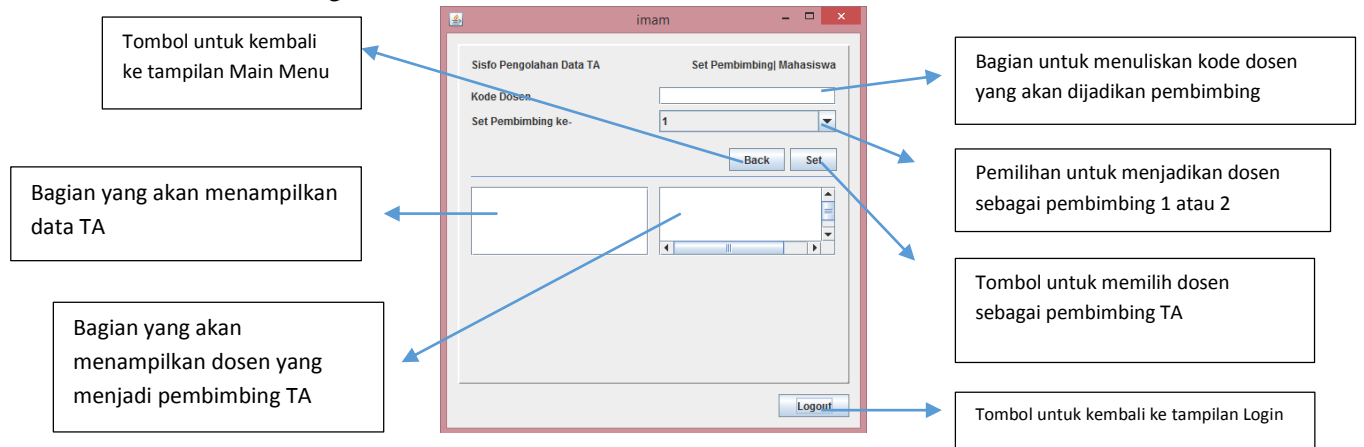 imam
Tombol untuk kembali
ke tampilan Main Menu
Sisfo Pengolahan Data TA
Set Pembimbing| Mahasiswa
Kode Dosen
Set Pembimbing ke-
1
Back
Set
Bagian untuk menuliskan kode dosen
yang akan dijadikan pembimbing
Pemilihan untuk menjadikan dosen
sebagai pembimbing 1 atau 2
Bagian yang akan menampilkan
data TA
Tombol untuk memilih dosen
sebagai pembimbing TA
Bagian yang akan
menampilkan dosen yang
menjadi pembimbing TA
Logout
Tombol untuk kembali ke tampilan Login